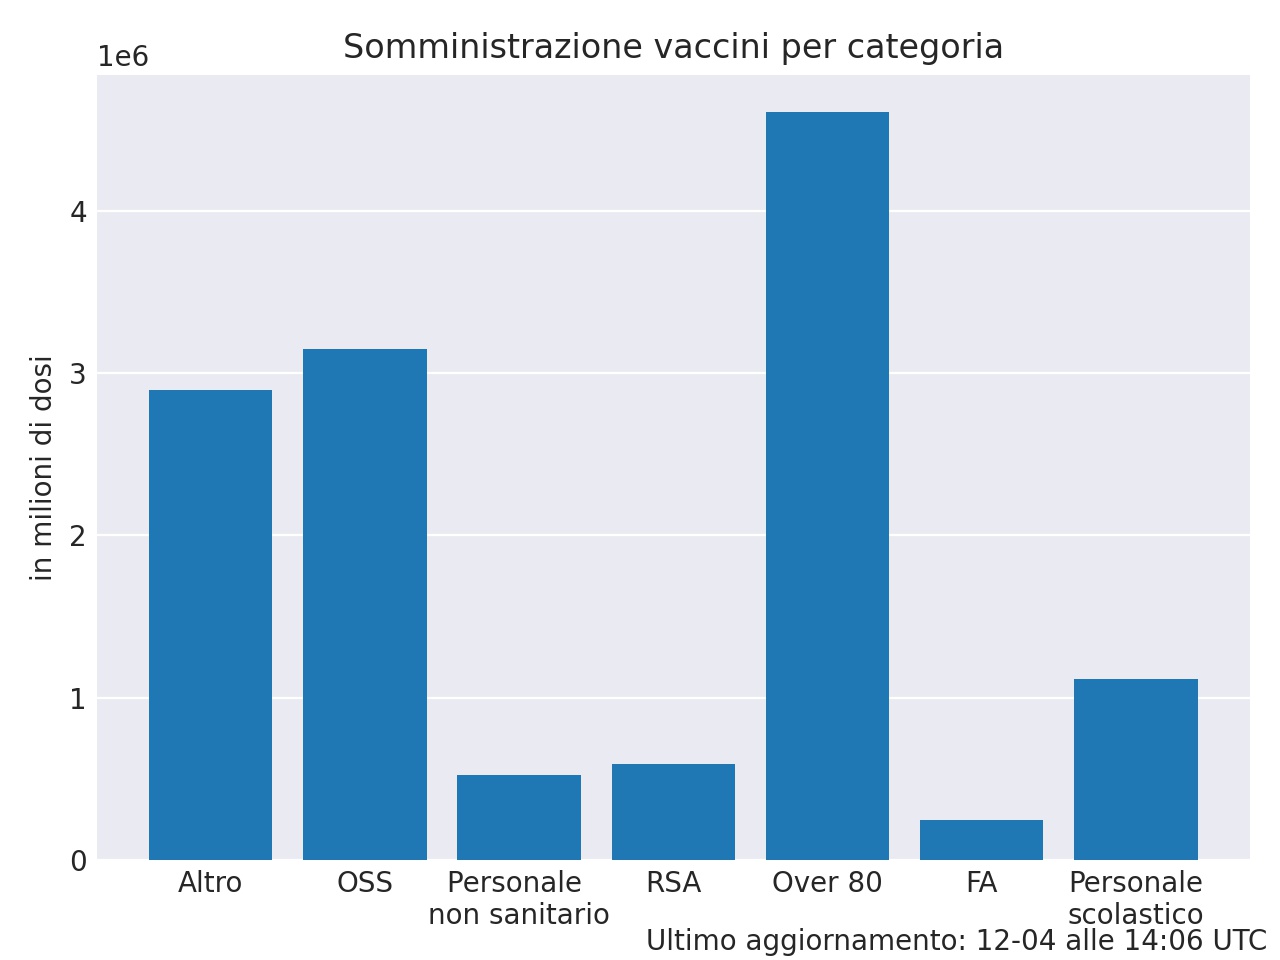 Somministrazione vaccini per categoria
1e6
in milioni di dosi
4
3
2
1
0
Altro
OSS
Personale
non sanitario
RSA
Over 80
FA
Personale
scolastico
Ultimo aggiornamento: 12-04 alle 14:06 UTC